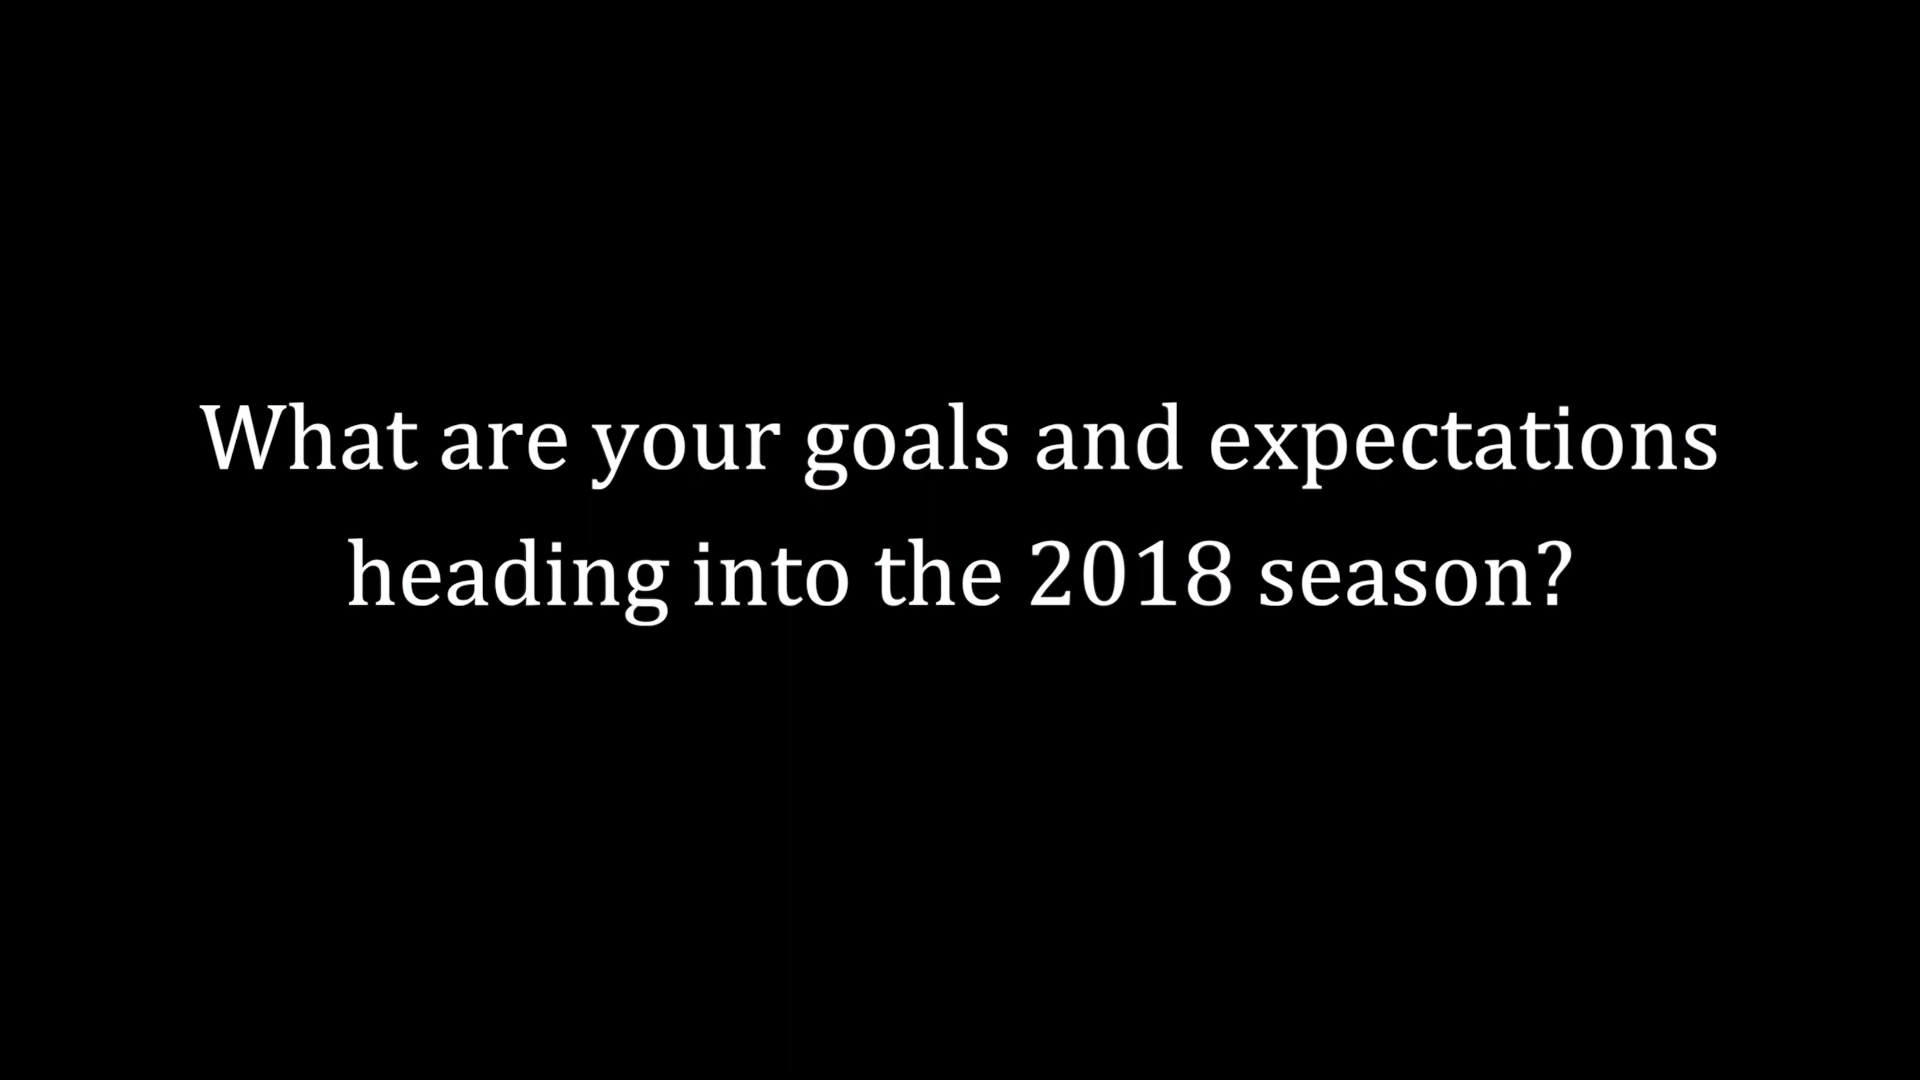 What are your goals and expectations
heading into the 2018 season?